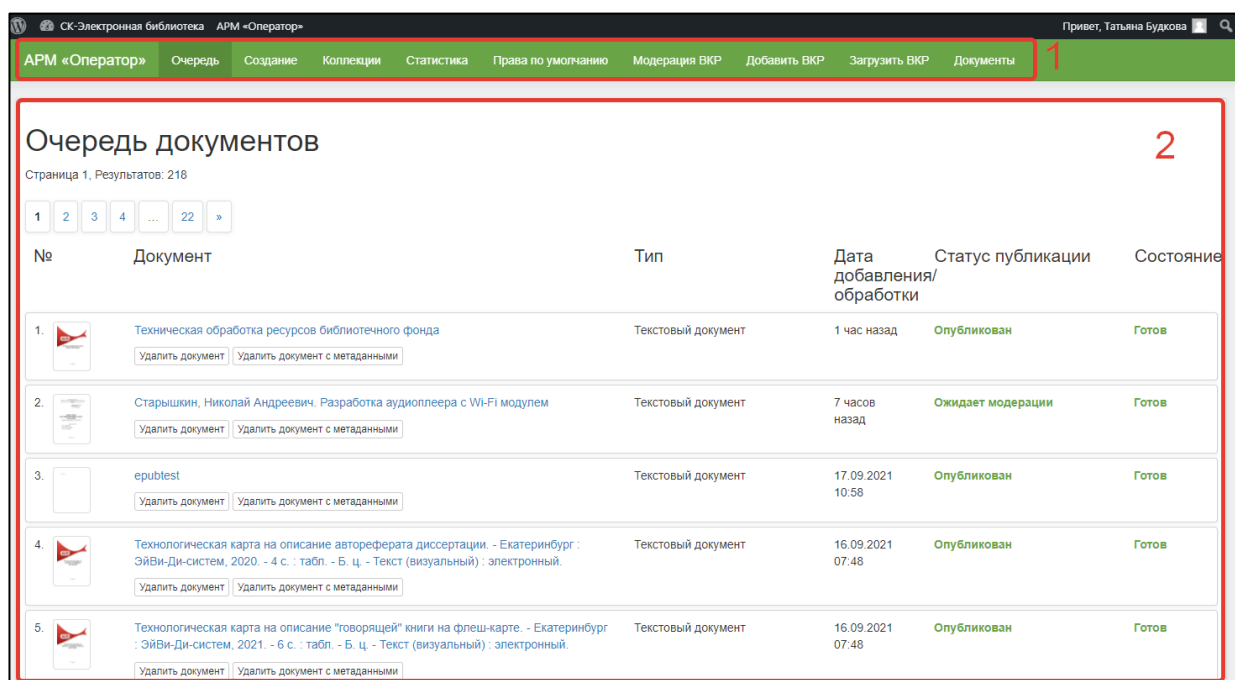 СК-Электронная библиотека АРМ «Оператор» Привет, Татьяна Будкова
АРМ «Оператор» Очередь Создание Коллекции Статистика Права по умолчанию Модерация ВКР Добавить ВКР Загрузить ВКР Документы 1
2
Очередь документов
Страница 1, Результатов: 218
1 2 3 4 ... 22 »
№ Документ Тип Дата Статус публикации Состояние
добавления/
обработки
1. Техническая обработка ресурсов библиотечного фонда Текстовый документ 1 час назад Опубликован Готов
Удалить документ Удалить документ с метаданными
2. Старышкин, Николай Андреевич. Разработка аудиоплеера с Wi-Fi модулем Текстовый документ 7 часов Ожидает модерации Готов
назад
Удалить документ Удалить документ с метаданными
3. epubtest Текстовый документ 17.09.2021 Опубликован Готов
10:58
Удалить документ Удалить документ с метаданными
4. Технологическая карта на описание автореферата диссертации. - Екатеринбург : Текстовый документ 16.09.2021 Опубликован Готов
ЭйВи-Ди-систем, 2020. - 4 с. : табл. - Б. ц. - Текст (визуальный) : электронный. 07:48
Удалить документ Удалить документ с метаданными
5. Технологическая карта на описание "говорящей" книги на флеш-карте. - Екатеринбург Текстовый документ 16.09.2021 Опубликован Готов
: ЭйВи-Ди-систем, 2021. - 6 с. : табл. - Б. ц. - Текст (визуальный) : электронный. 07:48
Удалить документ Удалить документ с метаданными